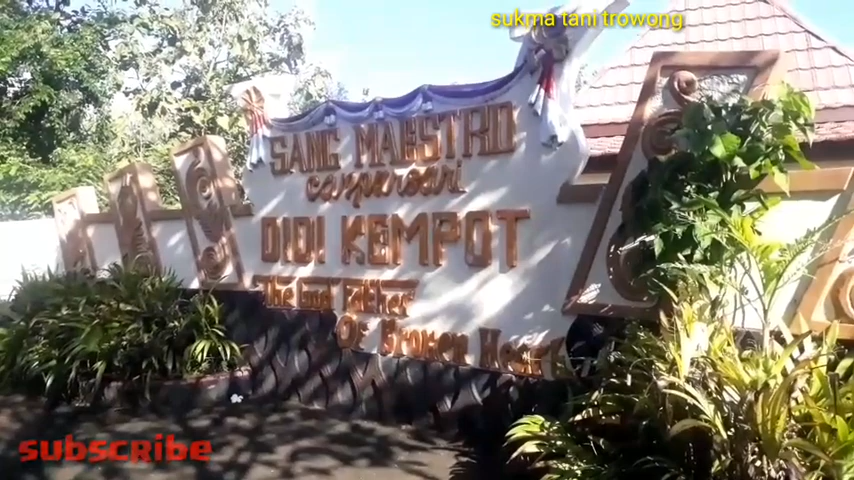 sukma tani trowong
SANG MAESTRO
campursari
DIDI KEMPOT
The God Father
Of Broken Heart
Subscribe